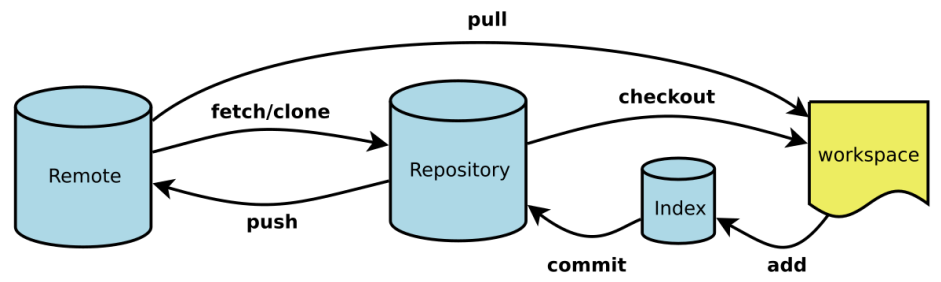 pull
fetch/clone
checkout
Remote
Repository
workspace
Index
push
commit
add